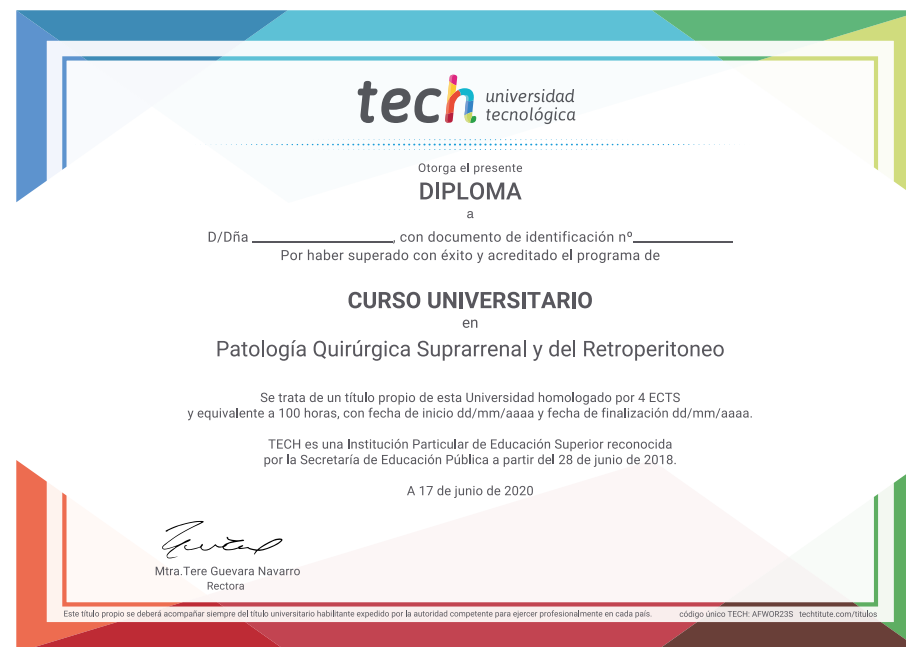 tech universidad
tecnológica
Otorga el presente
DIPLOMA
a
D/Dña ____________________, con documento de identificación nº______________
Por haber superado con éxito y acreditado el programa de
CURSO UNIVERSITARIO
en
Patología Quirúrgica Suprarrenal y del Retroperitoneo
Se trata de un título propio de esta Universidad homologado por 4 ECTS
y equivalente a 100 horas, con fecha de inicio dd/mm/aaaa y fecha de finalización dd/mm/aaaa.
TECH es una Institución Particular de Educación Superior reconocida
por la Secretaría de Educación Pública a partir del 28 de junio de 2018.
A 17 de junio de 2020
Mtra.Tere Guevara Navarro
Rectora
Este título propio se deberá acompañar siempre del título universitario habilitante expedido por la autoridad competente para ejercer profesionalmente en cada país. código único TECH: AFWOR23S techtitute.com/titulos